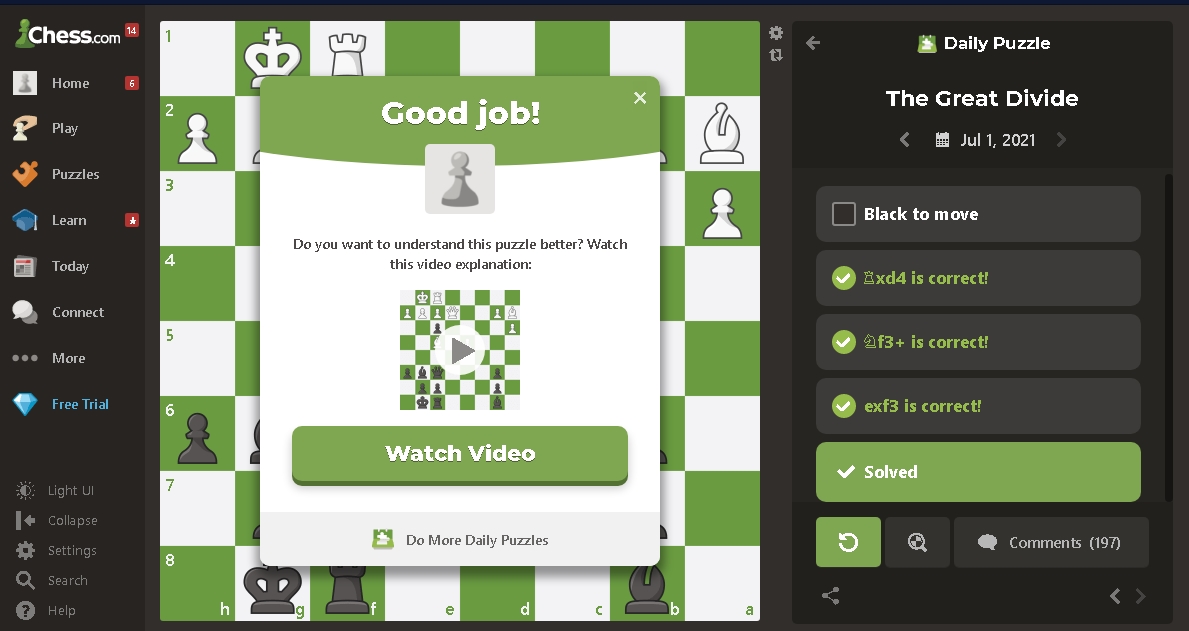 Chess.com 14
Home 6
Play
Puzzles
Learn
Today
Connect
More
Free Trial
Light UI
Collapse
Settings
Search
Help
1
2
3
4
5
6
7
8
h g f e d c b a
Good job!
Do you want to understand this puzzle better? Watch
this video explanation:
Watch Video
Do More Daily Puzzles
Daily Puzzle
The Great Divide
Jul 1, 2021
Black to move
♖xd4 is correct!
♘f3+ is correct!
exf3 is correct!
Solved
Comments (197)